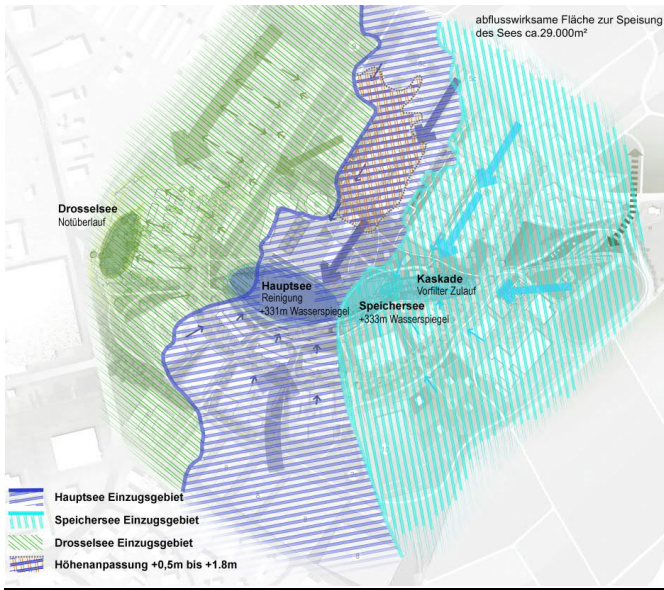 abflusswirksame Fläche zur Speisung
des Sees ca.29.000m²
Drosselsee
Notüberlauf
Hauptsee
Reinigung
+331m Wasserspiegel
Kaskade
Vorfilter Zulauf
Speichersee
+333m Wasserspiegel
Hauptsee Einzugsgebiet
Speichersee Einzugsgebiet
Drosselsee Einzugsgebiet
Höhenanpassung +0,5m bis +1.8m